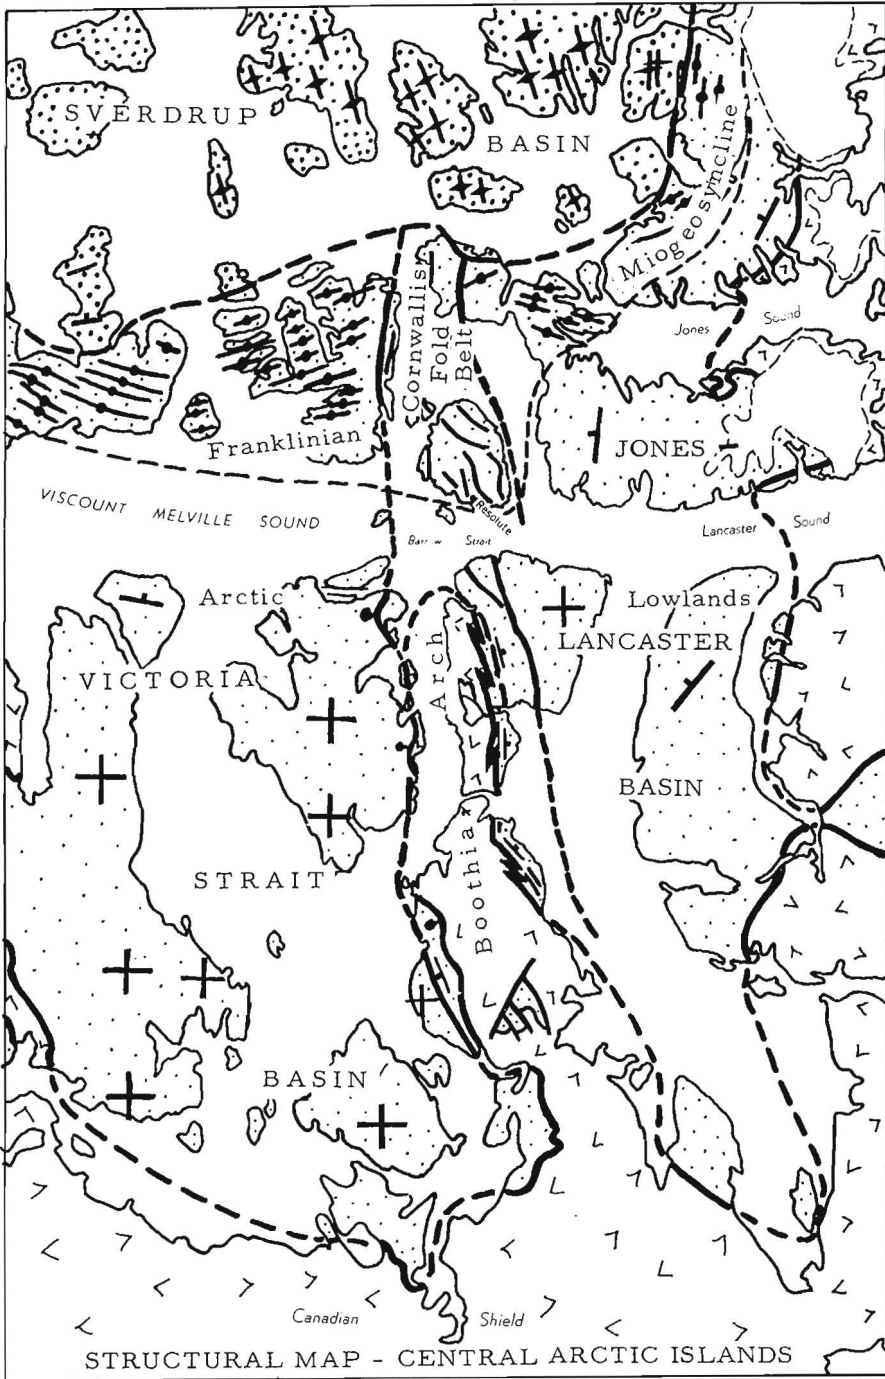 SVERDRUP
BASIN
Miogeosyncline
Cornwallis
Fold
Belt
Jones Sound
Franklinian
JONES
VISCOUNT MELVILLE SOUND
Resolute
Barrow Strait
Lancaster Sound
Arctic
Lowlands
LANCASTER
VICTORIA
Arch
BASIN
STRAIT
Boothia
BASIN
Canadian Shield
STRUCTURAL MAP - CENTRAL ARCTIC ISLANDS